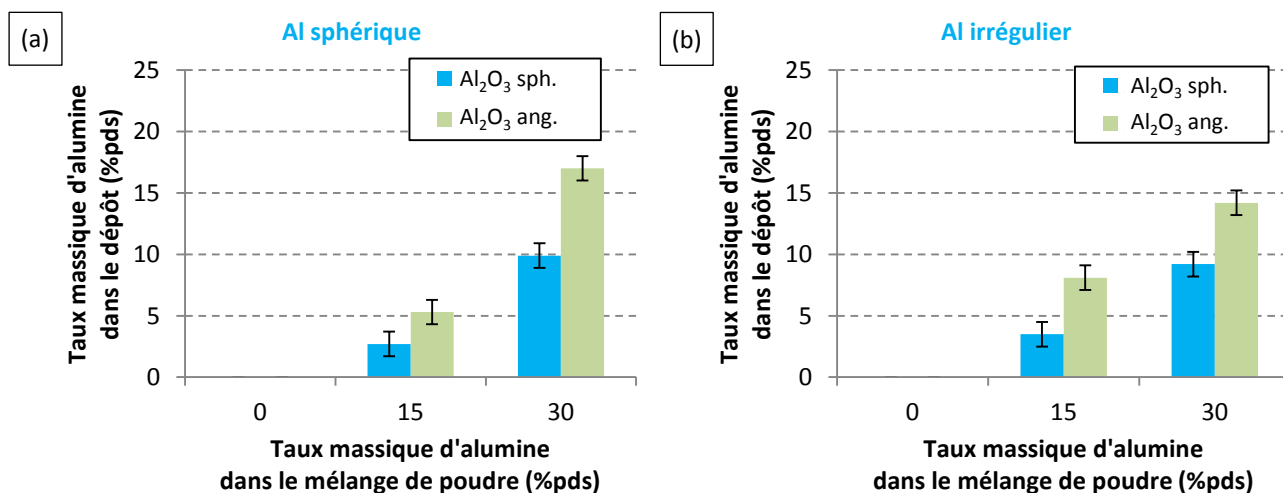 (a)
Al sphérique
Al₂O₃ sph.
Al₂O₃ ang.
Taux massique d'alumine
dans le dépôt (%pds)
25
20
15
10
5
0
0
15
30
Taux massique d'alumine
dans le mélange de poudre (%pds)
(b)
Al irrégulier
Al₂O₃ sph.
Al₂O₃ ang.
Taux massique d'alumine
dans le dépôt (%pds)
25
20
15
10
5
0
0
15
30
Taux massique d'alumine
dans le mélange de poudre (%pds)